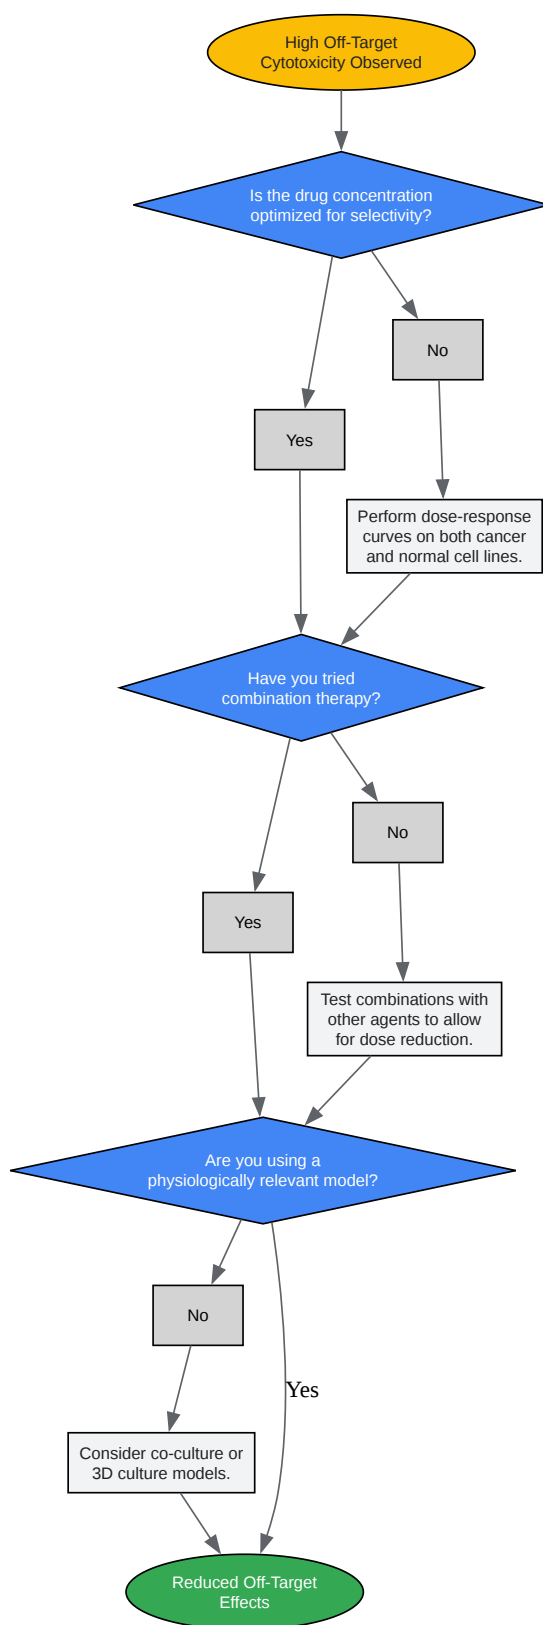 High Off-Target
Cytotoxicity Observed
Is the drug concentration
optimized for selectivity?
No
Yes
Perform dose-response
curves on both cancer
and normal cell lines.
Have you tried
combination therapy?
No
Yes
Test combinations with
other agents to allow
for dose reduction.
Are you using a
physiologically relevant model?
No
Yes
Consider co-culture or
3D culture models.
Reduced Off-Target
Effects